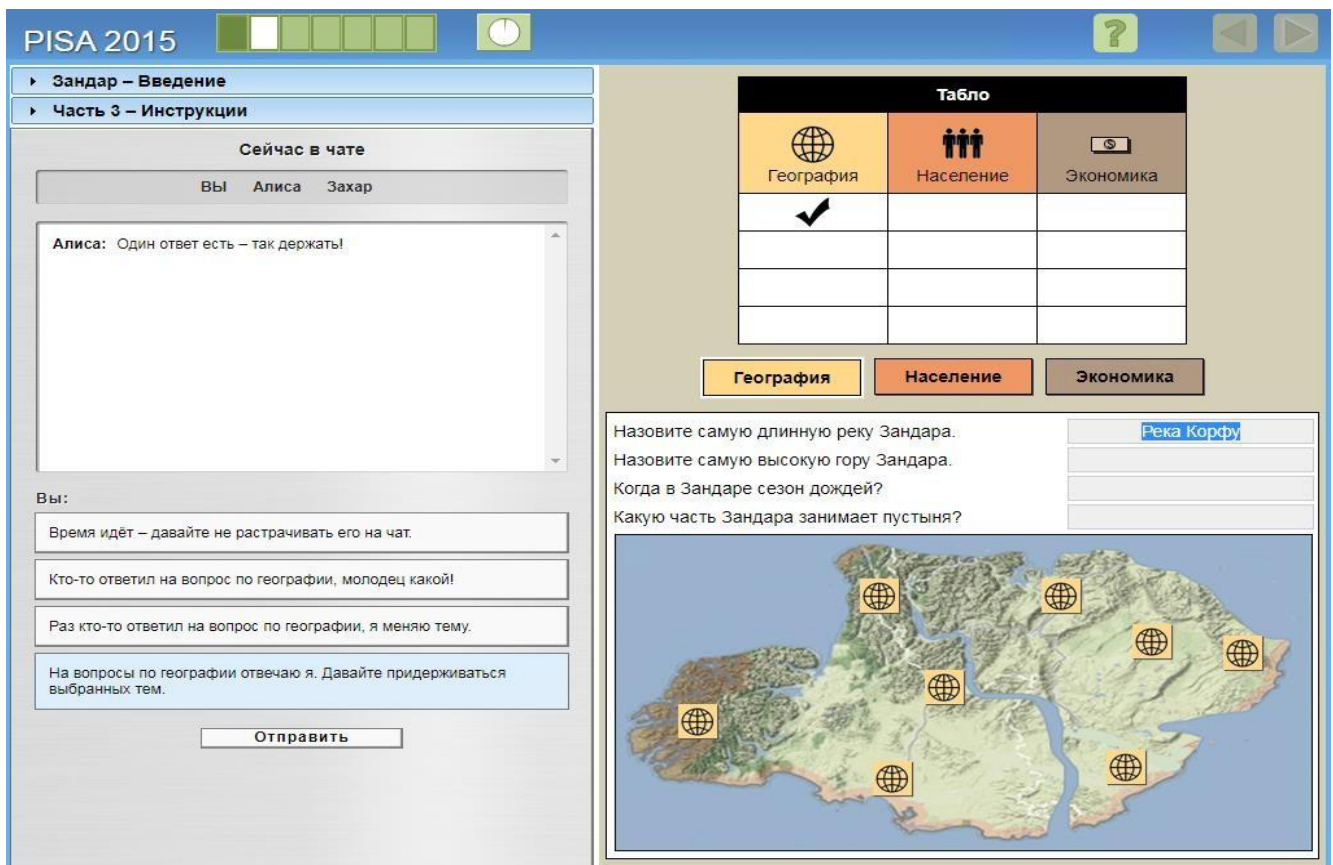 PISA 2015
?
Зандар – Введение
Часть 3 – Инструкции
Сейчас в чате
ВЫ Алиса Захар
Алиса: Один ответ есть – так держать!
Вы:
Время идёт – давайте не растрачивать его на чат.
Кто-то ответил на вопрос по географии, молодец какой!
Раз кто-то ответил на вопрос по географии, я меняю тему.
На вопросы по географии отвечаю я. Давайте придерживаться
выбранных тем.
Отправить
Табло
География Население Экономика
География Население Экономика
Назовите самую длинную реку Зандара. Река Корфу
Назовите самую высокую гору Зандара.
Когда в Зандаре сезон дождей?
Какую часть Зандара занимает пустыня?